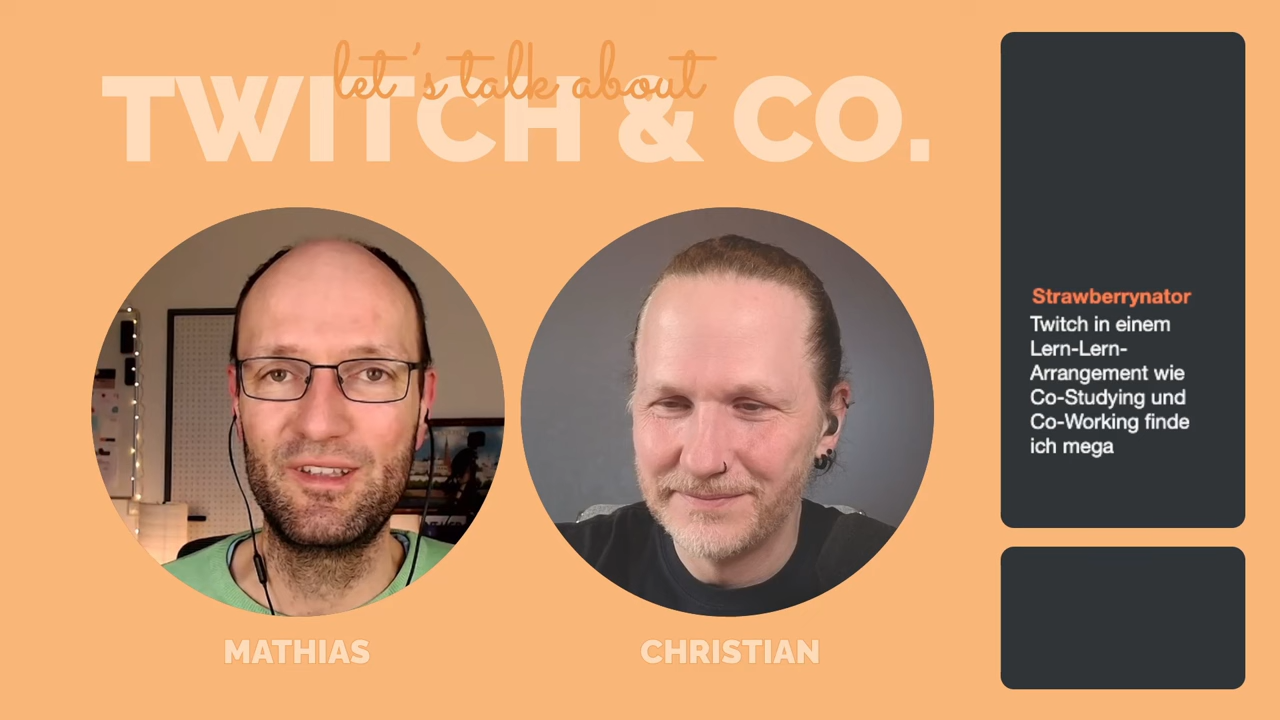 let's talk about
TWITCH & CO.
Strawberrynator
Twitch in einem
Lern-Lern-
Arrangement wie
Co-Studying und
Co-Working finde
ich mega
MATHIAS
CHRISTIAN